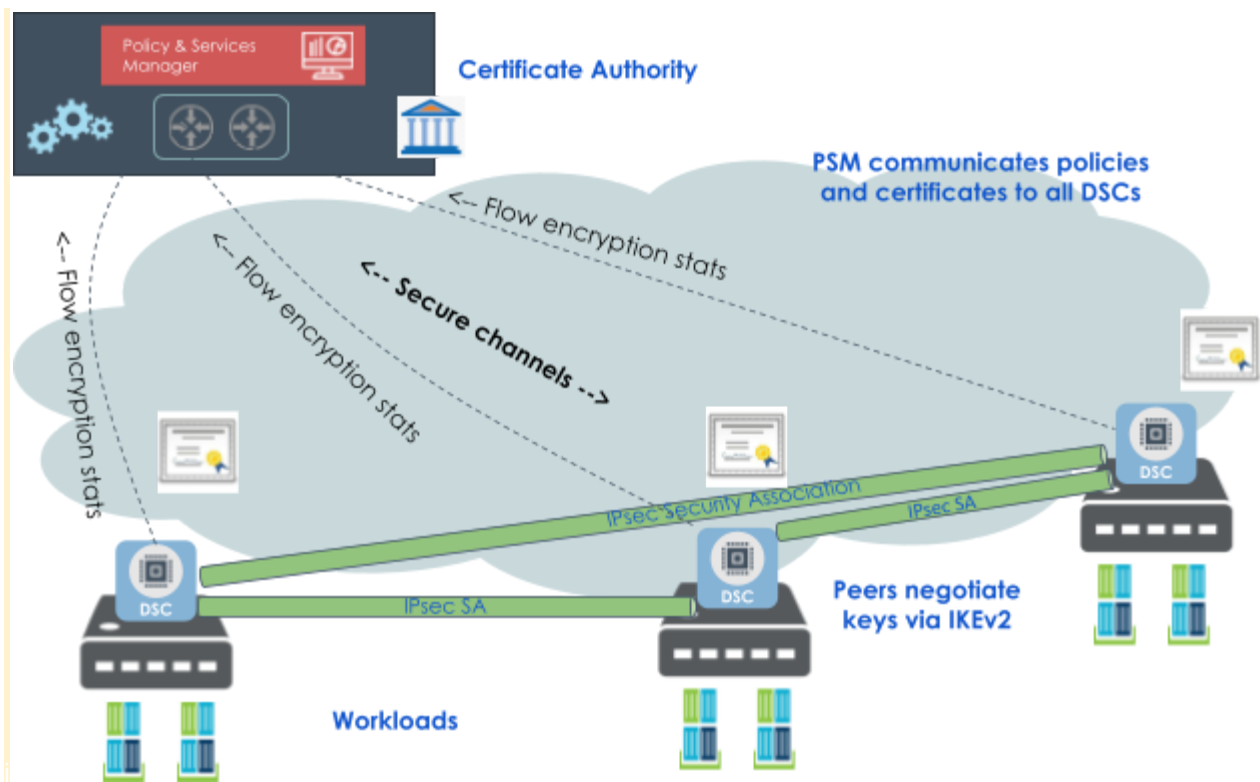 Policy & Services
Manager
Certificate Authority
PSM communicates policies
and certificates to all DSCs
<-- Flow encryption stats
<-- Flow encryption stats
<-- Secure channels -->
<-- Flow encryption stats
IPsec Security Association
IPsec SA
DSC
DSC
DSC
IPsec SA
Peers negotiate
keys via IKEv2
Workloads